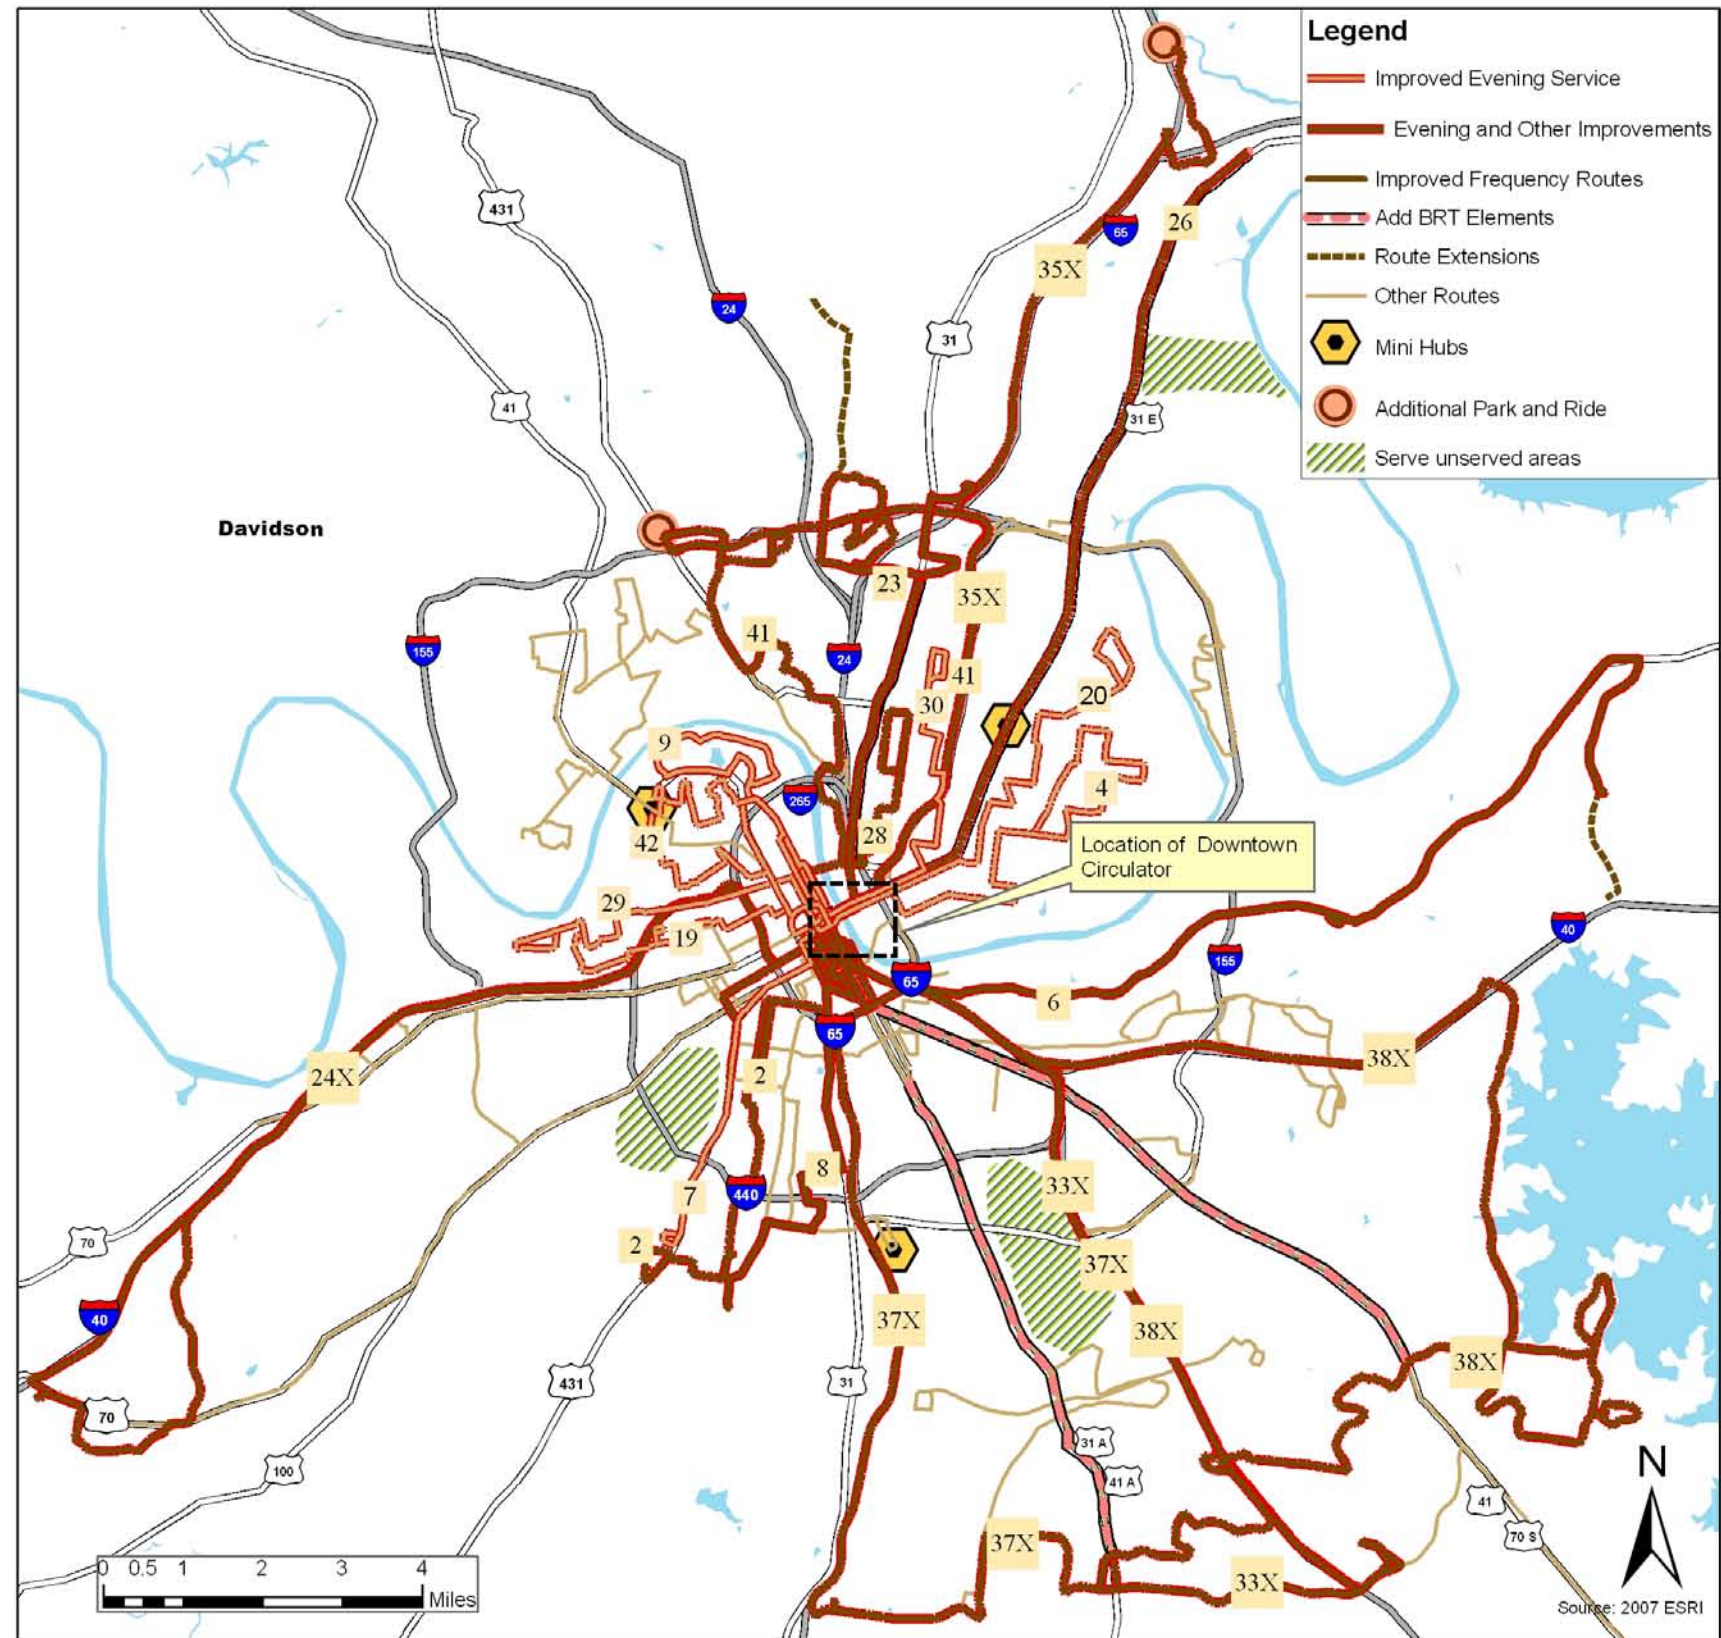 Legend
Improved Evening Service
Evening and Other Improvements
Improved Frequency Routes
Add BRT Elements
Route Extensions
Other Routes
Mini Hubs
Additional Park and Ride
Serve unserved areas
431
65
26
35X
24
31
41
31 E
Davidson
23
35X
41
155
24
41
20
30
9
4
265
42
28
Location of Downtown
Circulator
29
19
40
155
65
6
65
38X
24X
2
8
33X
440
7
70
2
37X
40
37X
38X
38X
431
31
70
31 A
100
41 A
N
41
70 S
37X
33X
0 0.5 1 2 3 4
Miles
Source: 2007 ESRI